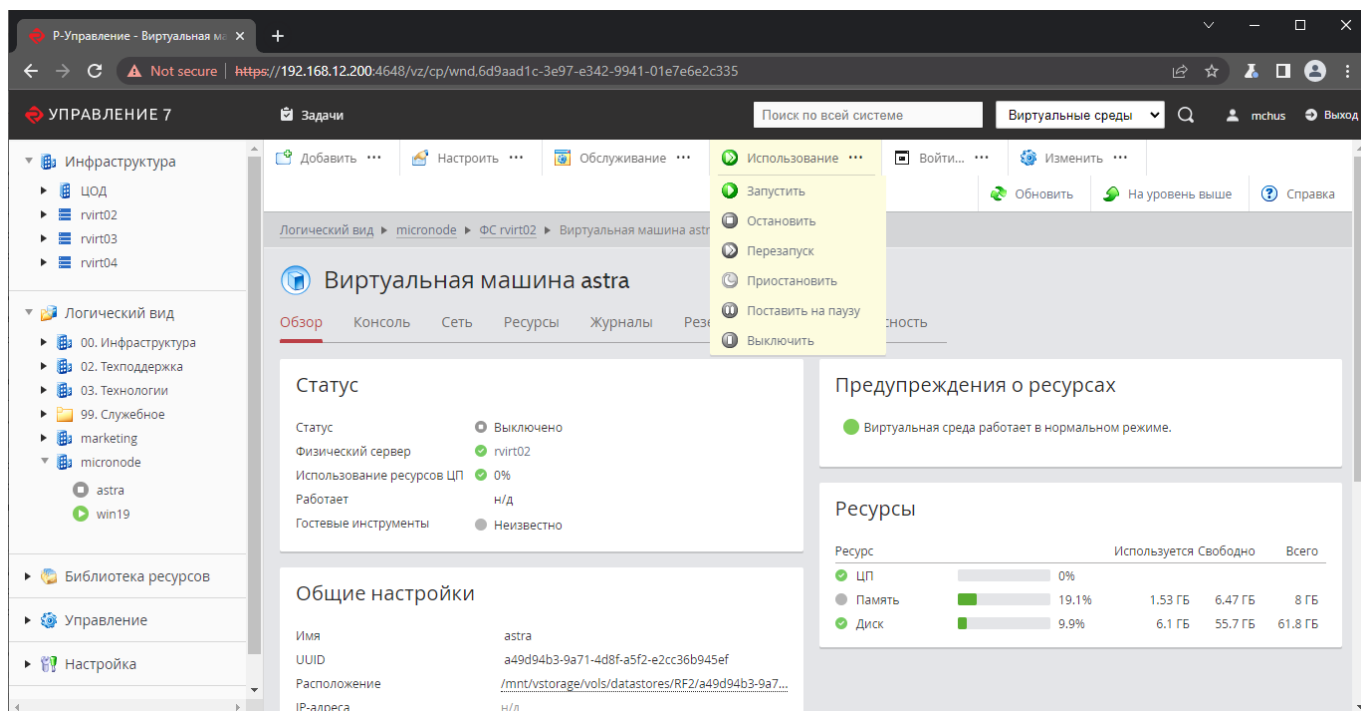 Р-Управление - Виртуальная ма
Not secure | https://192.168.12.200:4648/vz/cp/wnd,6d9aad1c-3e97-e342-9941-01e7e6e2c335
УПРАВЛЕНИЕ 7
Задачи
Поиск по всей системе
Виртуальные среды
mchus
Выход
Инфраструктура
ЦОД
rvirt02
rvirt03
rvirt04
Логический вид
00. Инфраструктура
02. Техподдержка
03. Технологии
99. Служебное
marketing
micronode
astra
win19
Библиотека ресурсов
Управление
Настройка
Добавить ···
Настроить ···
Обслуживание ···
Использование ···
Войти... ···
Изменить ···
Запустить
Остановить
Перезапуск
Приостановить
Поставить на паузу
Выключить
Обновить
На уровень выше
Справка
Логический вид ▶ micronode ▶ ФС rvirt02 ▶ Виртуальная машина astr
Виртуальная машина astra
Обзор Консоль Сеть Ресурсы Журналы Резе сность
Статус
Статус Выключено
Физический сервер rvirt02
Использование ресурсов ЦП 0%
Работает н/д
Гостевые инструменты Неизвестно
Общие настройки
Имя astra
UUID a49d94b3-9a71-4d8f-a5f2-e2cc36b945ef
Расположение /mnt/vstorage/vols/datastores/RF2/a49d94b3-9a7...
IP-адреса н/д
Предупреждения о ресурсах
Виртуальная среда работает в нормальном режиме.
Ресурсы
Ресурс Используется Свободно Всего
ЦП 0%
Память 19.1% 1.53 ГБ 6.47 ГБ 8 ГБ
Диск 9.9% 6.1 ГБ 55.7 ГБ 61.8 ГБ